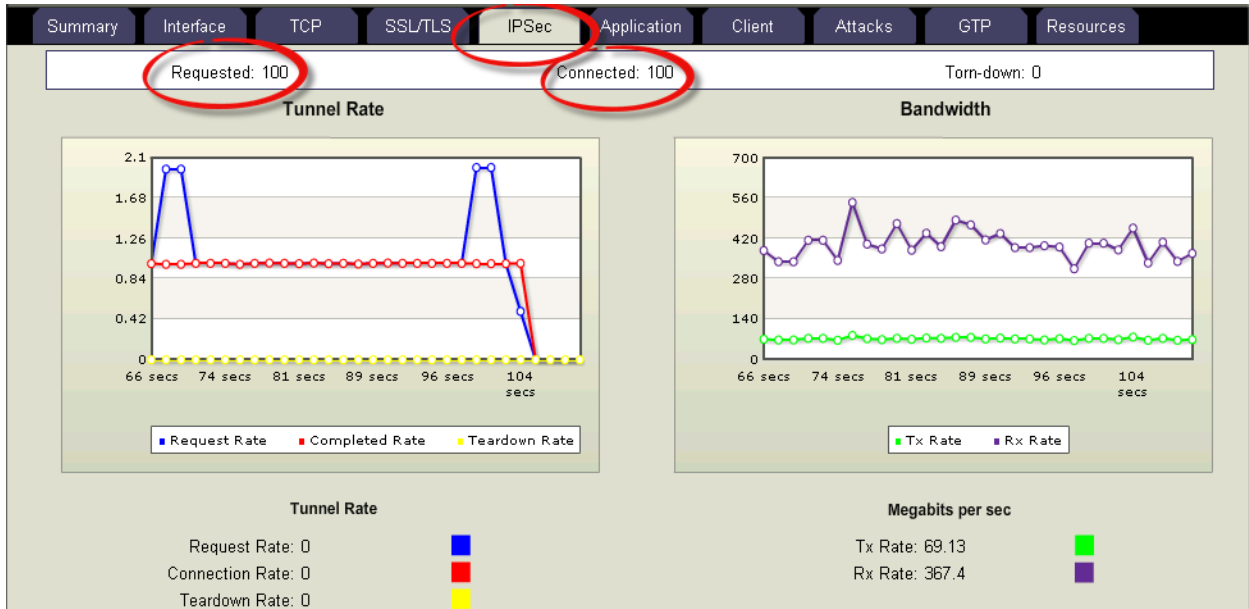 Summary Interface TCP SSL/TLS IPSec Application Client Attacks GTP Resources
Requested: 100 Connected: 100 Torn-down: 0
Tunnel Rate
2.1
1.68
1.26
0.84
0.42
0
66 secs 74 secs 81 secs 89 secs 96 secs 104 secs
Request Rate Completed Rate Teardown Rate
Bandwidth
700
560
420
280
140
0
66 secs 74 secs 81 secs 89 secs 96 secs 104 secs
Tx Rate Rx Rate
Tunnel Rate
Request Rate: 0
Connection Rate: 0
Teardown Rate: 0
Megabits per sec
Tx Rate: 69.13
Rx Rate: 367.4